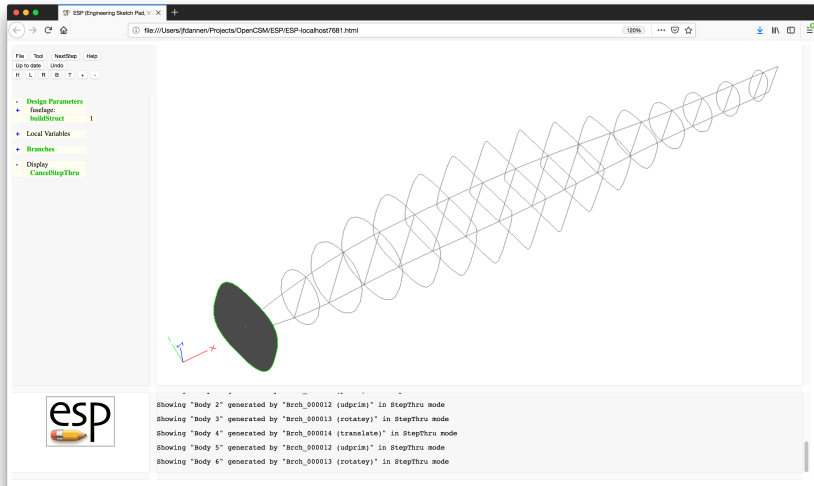 ESP (Engineering Sketch Pad, V
file:///Users/jfdannen/Projects/OpenCSM/ESP/ESP-localhost7681.html
120%
File Tool NextStep Help
Up to date Undo
H L R B T + -
- Design Parameters
+ fuselage:
buildStruct 1
+ Local Variables
+ Branches
- Display
CancelStepThru
x
esp
Showing "Body 2" generated by "Brch_000012 (udprim)" in StepThru mode
Showing "Body 3" generated by "Brch_000013 (rotatey)" in StepThru mode
Showing "Body 4" generated by "Brch_000014 (translate)" in StepThru mode
Showing "Body 5" generated by "Brch_000012 (udprim)" in StepThru mode
Showing "Body 6" generated by "Brch_000013 (rotatey)" in StepThru mode